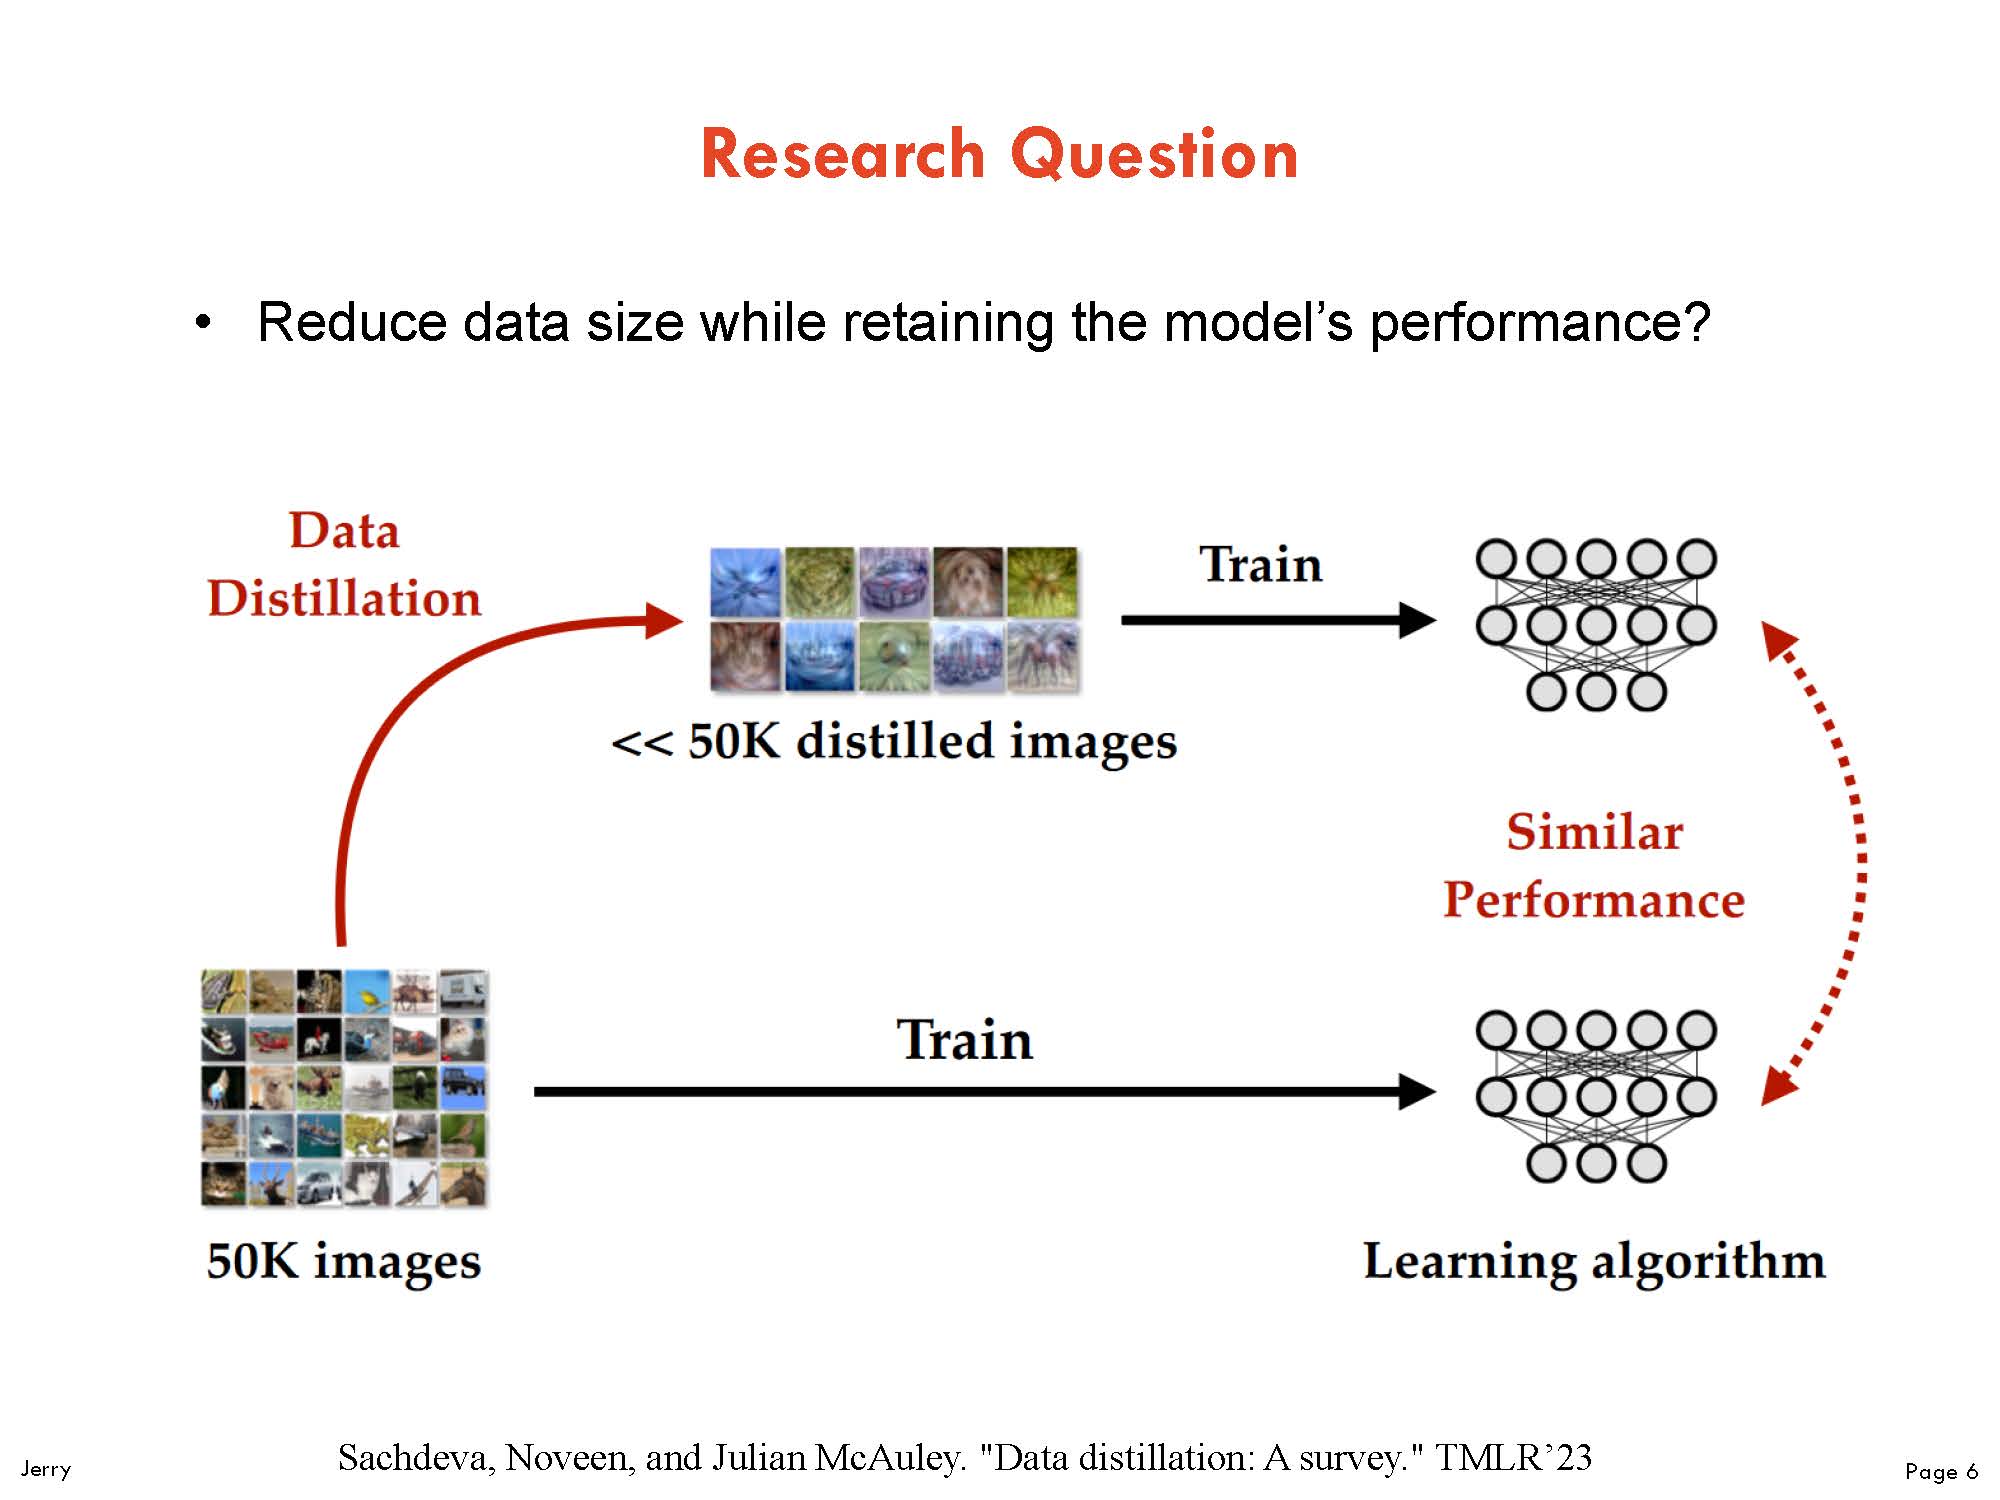 Research Question
• Reduce data size while retaining the model’s performance?
Data
Distillation
Train
<< 50K distilled images
Similar
Performance
Train
50K images
Learning algorithm
Jerry
Sachdeva, Noveen, and Julian McAuley. "Data distillation: A survey." TMLR’23
Page 6